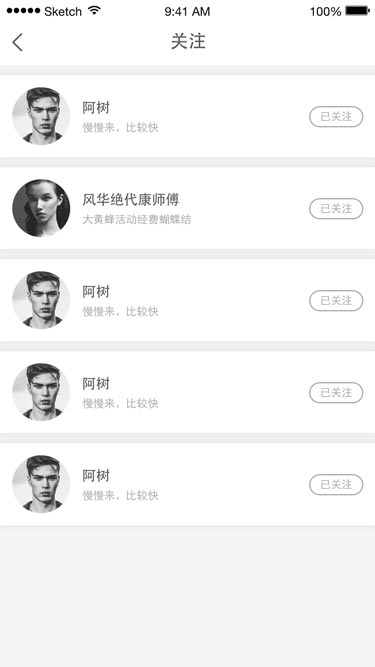 Sketch 9:41 AM 100%
关注
阿树
慢慢来，比较快
已关注
风华绝代康师傅
大黄蜂活动经费蝴蝶结
已关注
阿树
慢慢来，比较快
已关注
阿树
慢慢来，比较快
已关注
阿树
慢慢来，比较快
已关注